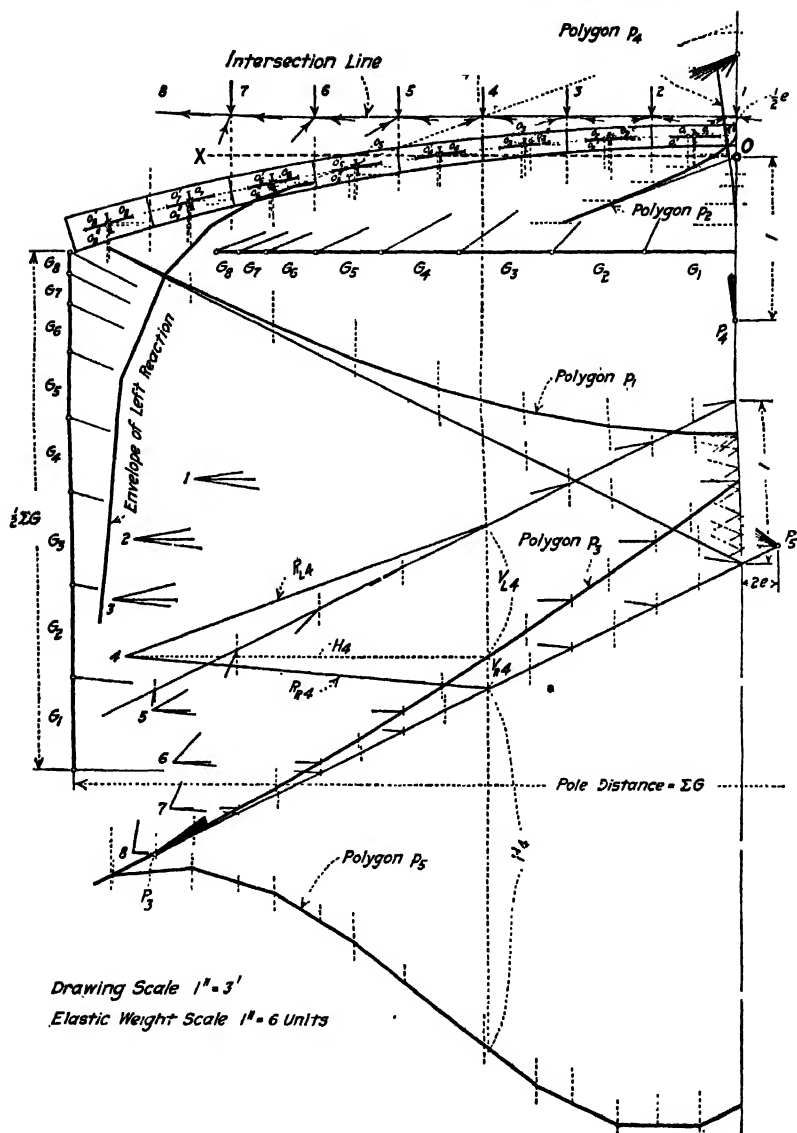 Polygon p4
Intersection Line
8 7 6 5 4 3 2 1
½e
X
O
Polygon p2
G8 G7 G6 G5 G4 G3 G2 G1
1
P4
G8
G7
G6
G5
G4
G3
G2
G1
½ΣG
Envelope of Left Reaction
Polygon p1
1
P5
2e
1
2
3
4
5
6
7
8
RL4
VL4
Polygon p3
H4
VR4
RR4
Pole Distance = ΣG
P3
Polygon p5
Drawing Scale 1" = 3'
Elastic Weight Scale 1" = 6 Units